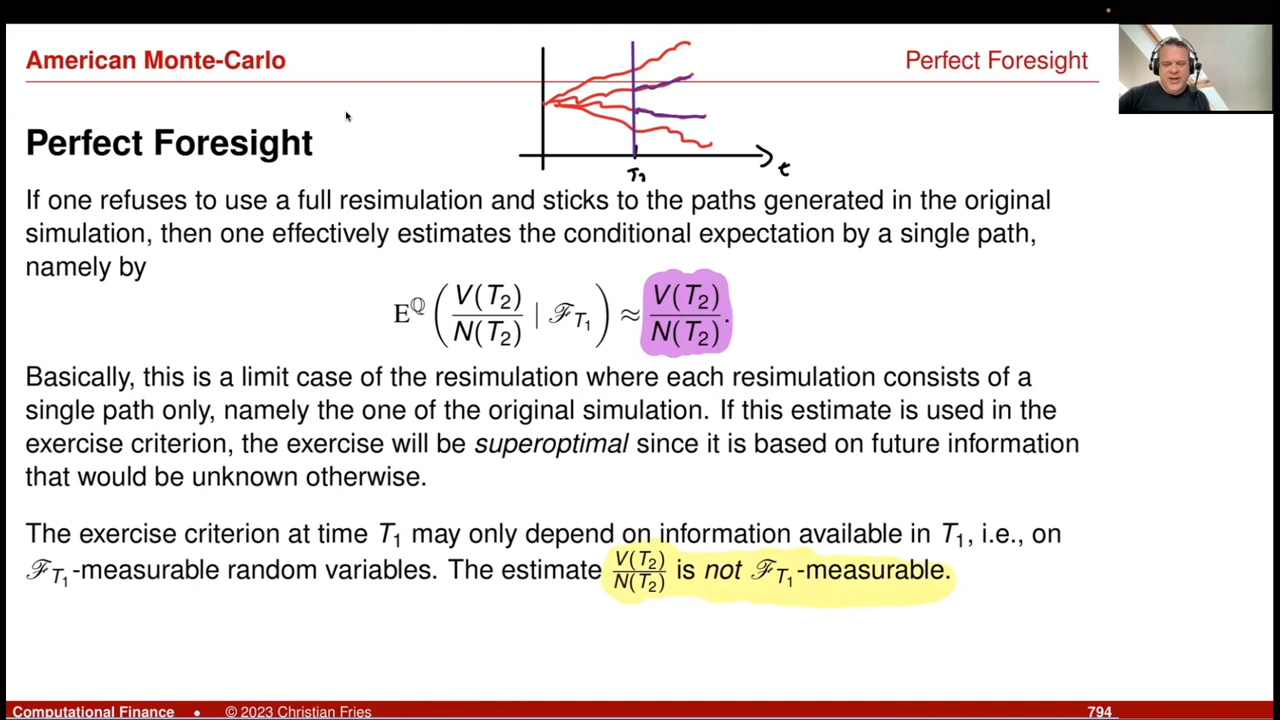 American Monte-Carlo
Perfect Foresight
Perfect Foresight
T₁
t
If one refuses to use a full resimulation and sticks to the paths generated in the original
simulation, then one effectively estimates the conditional expectation by a single path,
namely by
E^ℚ ( V(T₂)/N(T₂) | ℱ_T₁ ) ≈ V(T₂)/N(T₂).
Basically, this is a limit case of the resimulation where each resimulation consists of a
single path only, namely the one of the original simulation. If this estimate is used in the
exercise criterion, the exercise will be superoptimal since it is based on future information
that would be unknown otherwise.
The exercise criterion at time T₁ may only depend on information available in T₁, i.e., on
ℱ_T₁-measurable random variables. The estimate V(T₂)/N(T₂) is not ℱ_T₁-measurable.
Computational Finance • © 2023 Christian Fries 794